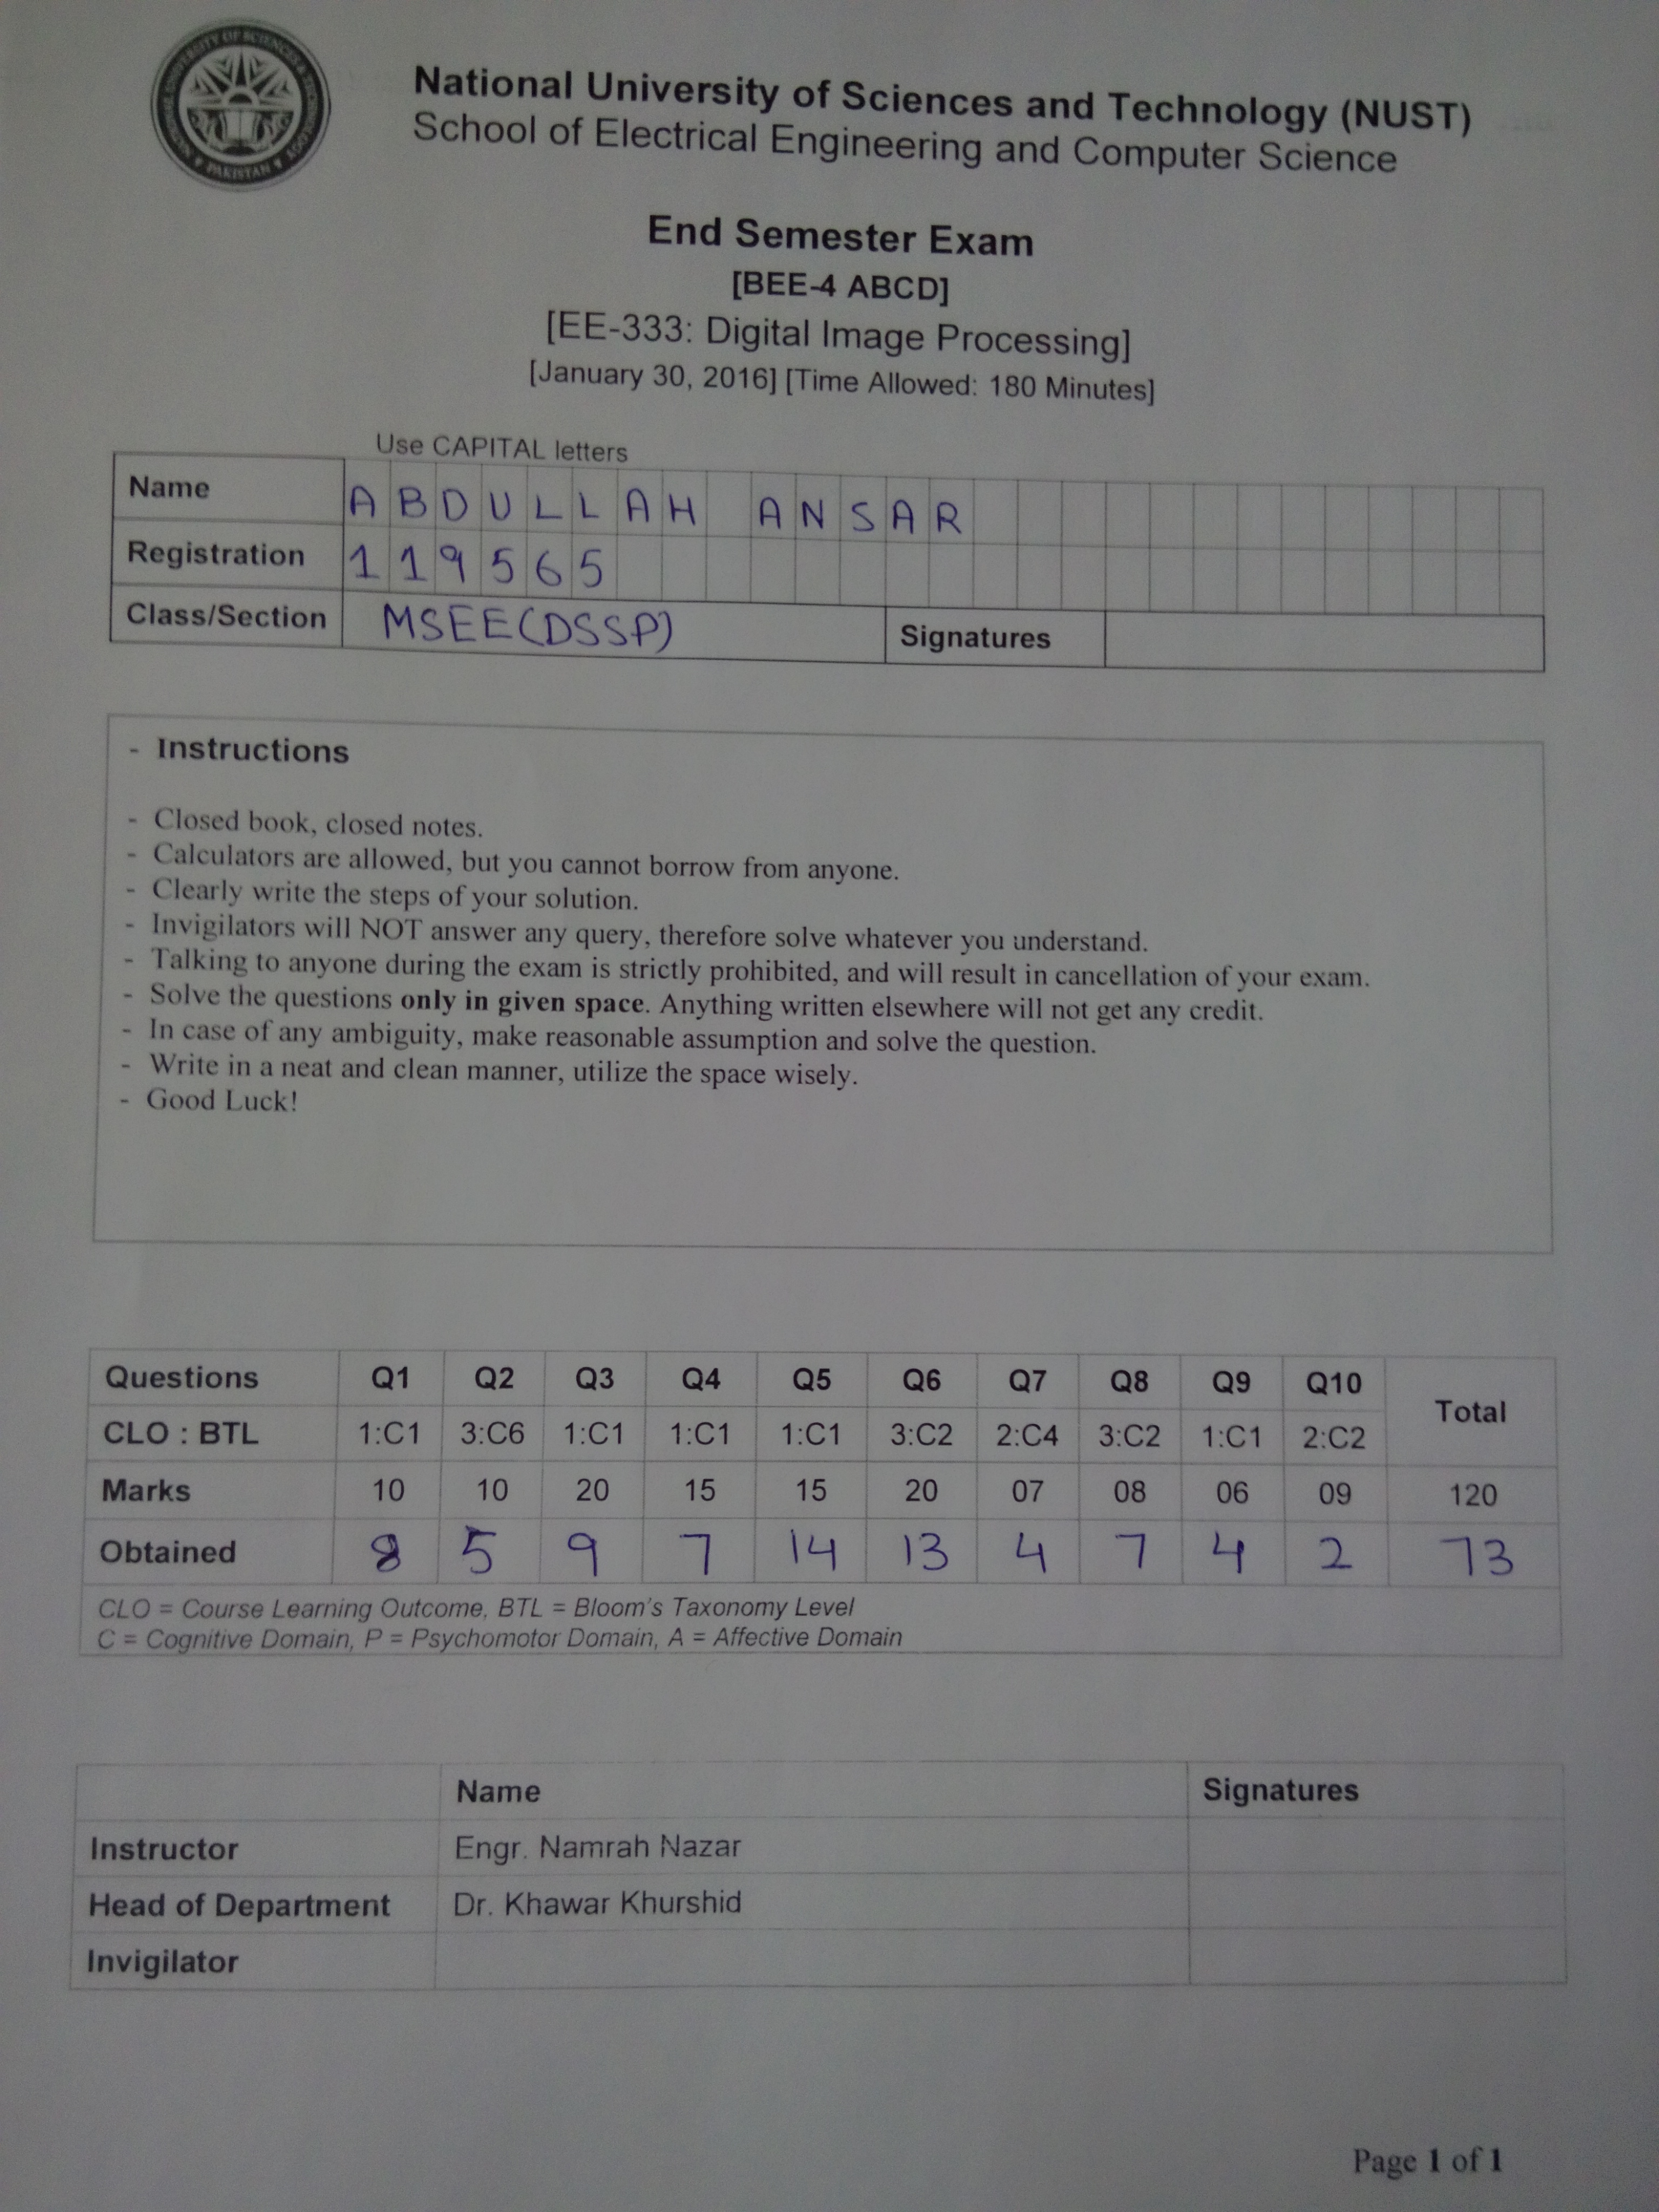 National University of Sciences and Technology (NUST)
School of Electrical Engineering and Computer Science
End Semester Exam
[BEE-4 ABCD]
[EE-333: Digital Image Processing]
[January 30, 2016] [Time Allowed: 180 Minutes]
Use CAPITAL letters
Name ABDULLAH ANSAR
Registration 119565
Class/Section MSEE(DSSP) Signatures
- Instructions
- Closed book, closed notes.
- Calculators are allowed, but you cannot borrow from anyone.
- Clearly write the steps of your solution.
- Invigilators will NOT answer any query, therefore solve whatever you understand.
- Talking to anyone during the exam is strictly prohibited, and will result in cancellation of your exam.
- Solve the questions only in given space. Anything written elsewhere will not get any credit.
- In case of any ambiguity, make reasonable assumption and solve the question.
- Write in a neat and clean manner, utilize the space wisely.
- Good Luck!
Questions Q1 Q2 Q3 Q4 Q5 Q6 Q7 Q8 Q9 Q10 Total
CLO : BTL 1:C1 3:C6 1:C1 1:C1 1:C1 3:C2 2:C4 3:C2 1:C1 2:C2
Marks 10 10 20 15 15 20 07 08 06 09 120
Obtained 8 5 9 7 14 13 4 7 4 2 73
CLO = Course Learning Outcome, BTL = Bloom's Taxonomy Level
C = Cognitive Domain, P = Psychomotor Domain, A = Affective Domain
Name Signatures
Instructor Engr. Namrah Nazar
Head of Department Dr. Khawar Khurshid
Invigilator
Page 1 of 1